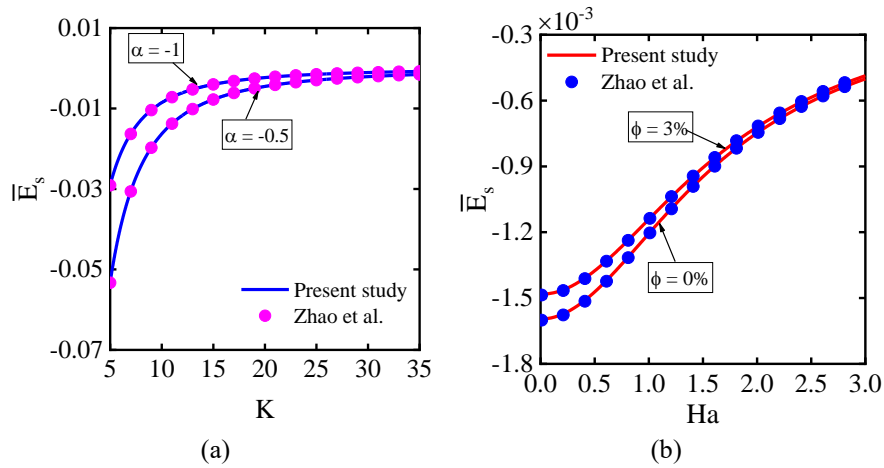 0.01
-0.01
-0.03
-0.05
-0.07
E̅s
α = -1
α = -0.5
Present study
Zhao et al.
5
10
15
20
25
30
35
K
(a)
×10⁻³
-0.3
-0.6
-0.9
-1.2
-1.5
-1.8
E̅s
Present study
Zhao et al.
ϕ = 3%
ϕ = 0%
0.0
0.5
1.0
1.5
2.0
2.5
3.0
Ha
(b)